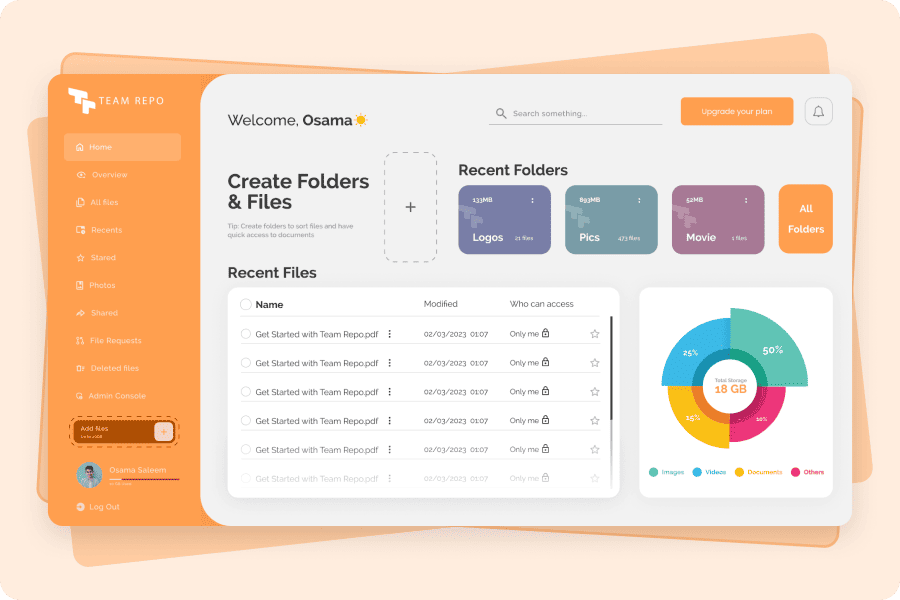 TEAM REPO
Home
Overview
All files
Recents
Stared
Photos
Shared
File Requests
Deleted files
Admin Console
Add files
+
Osama Saleem
Log Out
Welcome, Osama
Search something...
Upgrade your plan
Create Folders
& Files
Tip: Create folders to sort files and have
quick access to documents
+
Recent Folders
133MB
Logos 21 files
893MB
Pics 473 files
52MB
Movie 1 files
All
Folders
Recent Files
Name Modified Who can access
Get Started with Team Repo.pdf 02/03/2023 01:07 Only me
Get Started with Team Repo.pdf 02/03/2023 01:07 Only me
Get Started with Team Repo.pdf 02/03/2023 01:07 Only me
Get Started with Team Repo.pdf 02/03/2023 01:07 Only me
Get Started with Team Repo.pdf 02/03/2023 01:07 Only me
Get Started with Team Repo.pdf 02/03/2023 01:07 Only me
25%
50%
Total Storage
18 GB
15%
10%
Images Videos Documents Others